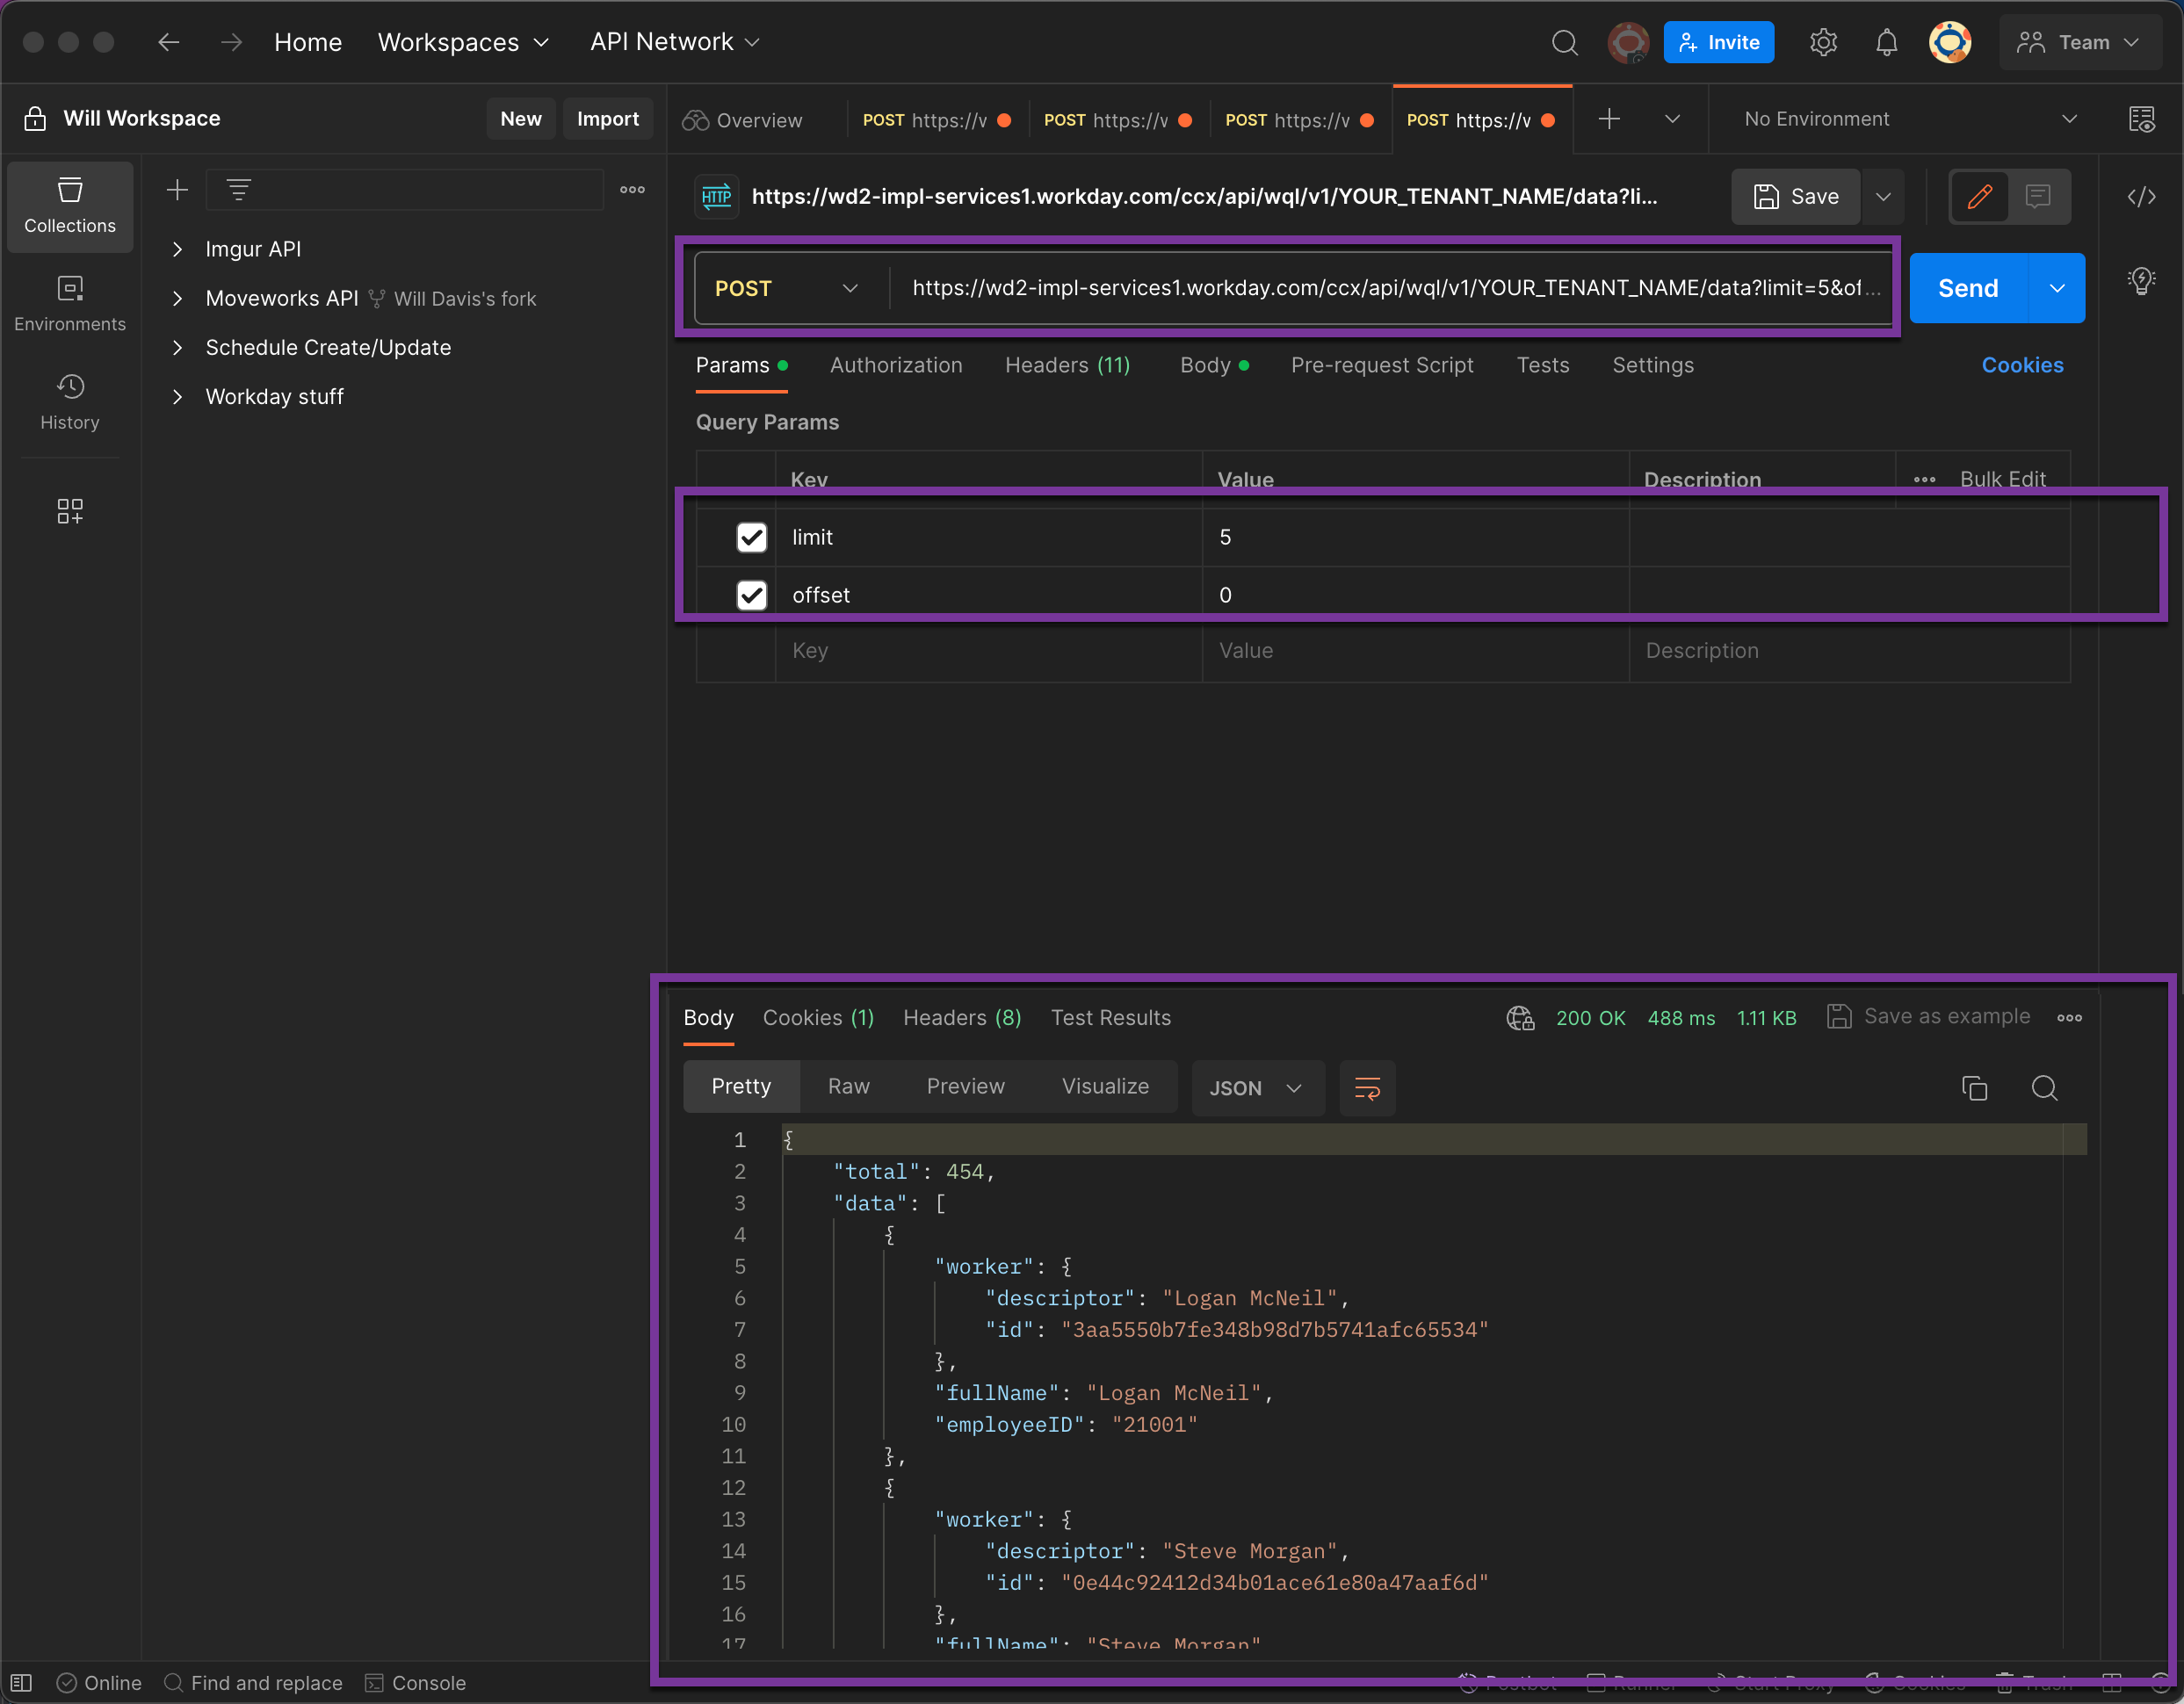 Home Workspaces API Network Invite Team
Will Workspace New Import
Overview POST https://w POST https://w POST https://w POST https://w No Environment
Collections
Environments
History
Imgur API
Moveworks API Will Davis's fork
Schedule Create/Update
Workday stuff
HTTP https://wd2-impl-services1.workday.com/ccx/api/wql/v1/YOUR_TENANT_NAME/data?li... Save
POST https://wd2-impl-services1.workday.com/ccx/api/wql/v1/YOUR_TENANT_NAME/data?limit=5&of... Send
Params Authorization Headers (11) Body Pre-request Script Tests Settings Cookies
Query Params
Key Value Description Bulk Edit
limit 5
offset 0
Key Value Description
Body Cookies (1) Headers (8) Test Results 200 OK 488 ms 1.11 KB Save as example
Pretty Raw Preview Visualize JSON
1 {
2 "total": 454,
3 "data": [
4 {
5 "worker": {
6 "descriptor": "Logan McNeil",
7 "id": "3aa5550b7fe348b98d7b5741afc65534"
8 },
9 "fullName": "Logan McNeil",
10 "employeeID": "21001"
11 },
12 {
13 "worker": {
14 "descriptor": "Steve Morgan",
15 "id": "0e44c92412d34b01ace61e80a47aaf6d"
16 },
17 "fullName": "Steve Morgan"
Online Find and replace Console Postbot Runner Start Proxy Cookies Trash